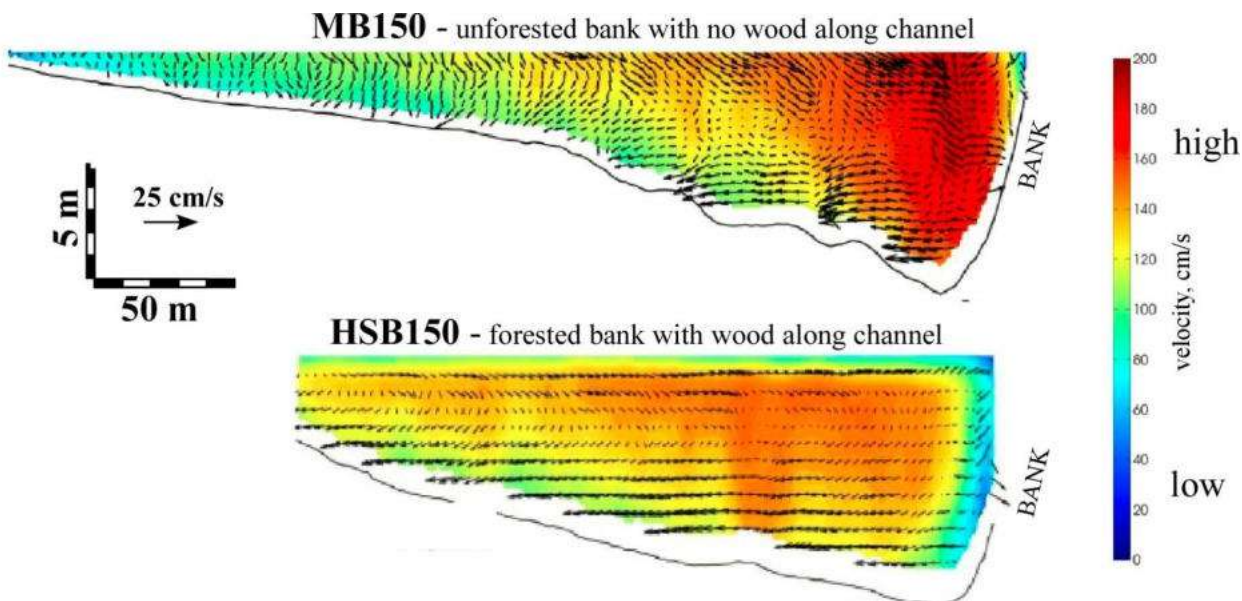 MB150 - unforested bank with no wood along channel
BANK
25 cm/s
5 m
50 m
HSB150 - forested bank with wood along channel
BANK
200
180
160
140
120
100
80
60
40
20
0
high
velocity, cm/s
low